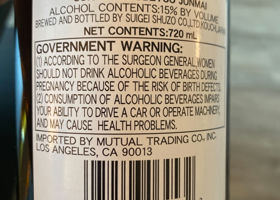 JUNMAI
ALCOHOL CONTENTS:15% BY VOLUME
BREWED AND BOTTLED BY SUIGEI SHUZO CO.,LTD.KOUCHI,JAPAN
NET CONTENTS:720 mL
GOVERNMENT WARNING:
(1) ACCORDING TO THE SURGEON GENERAL,WOMEN
SHOULD NOT DRINK ALCOHOLIC BEVERAGES DURING
PREGNANCY BECAUSE OF THE RISK OF BIRTH DEFECTS.
(2) CONSUMPTION OF ALCOHOLIC BEVERAGES IMPAIRS
YOUR ABILITY TO DRIVE A CAR OR OPERATE MACHINERY,
AND MAY CAUSE HEALTH PROBLEMS.
IMPORTED BY MUTUAL TRADING CO., INC.
LOS ANGELES, CA 90013